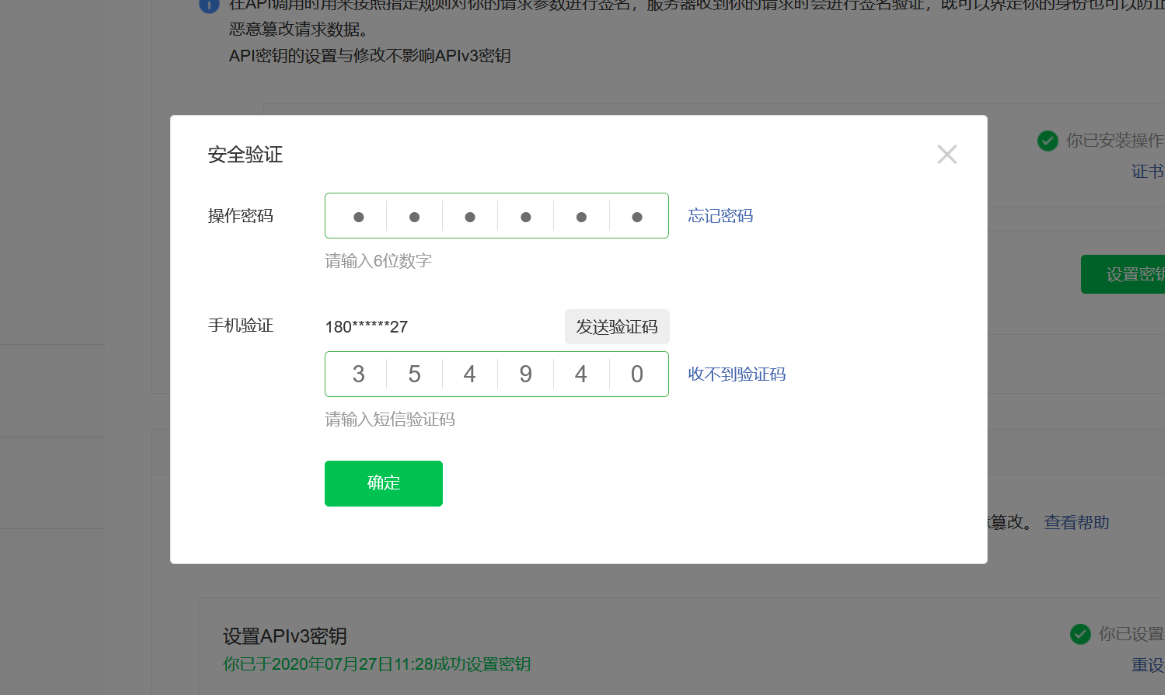 在API调用时用来按照指定规则对你的请求参数进行签名，服务器收到你的请求时会进行签名验证，既可以界定你的身份也可以防止
恶意篡改请求数据。
API密钥的设置与修改不影响APIv3密钥
你已安装操作
证书
安全验证
操作密码
忘记密码
请输入6位数字
设置密钥
手机验证
180******27
发送验证码
3 5 4 9 4 0
收不到验证码
请输入短信验证码
确定
篡改。 查看帮助
设置APIv3密钥
你已设置
你已于2020年07月27日11:28成功设置密钥
重设